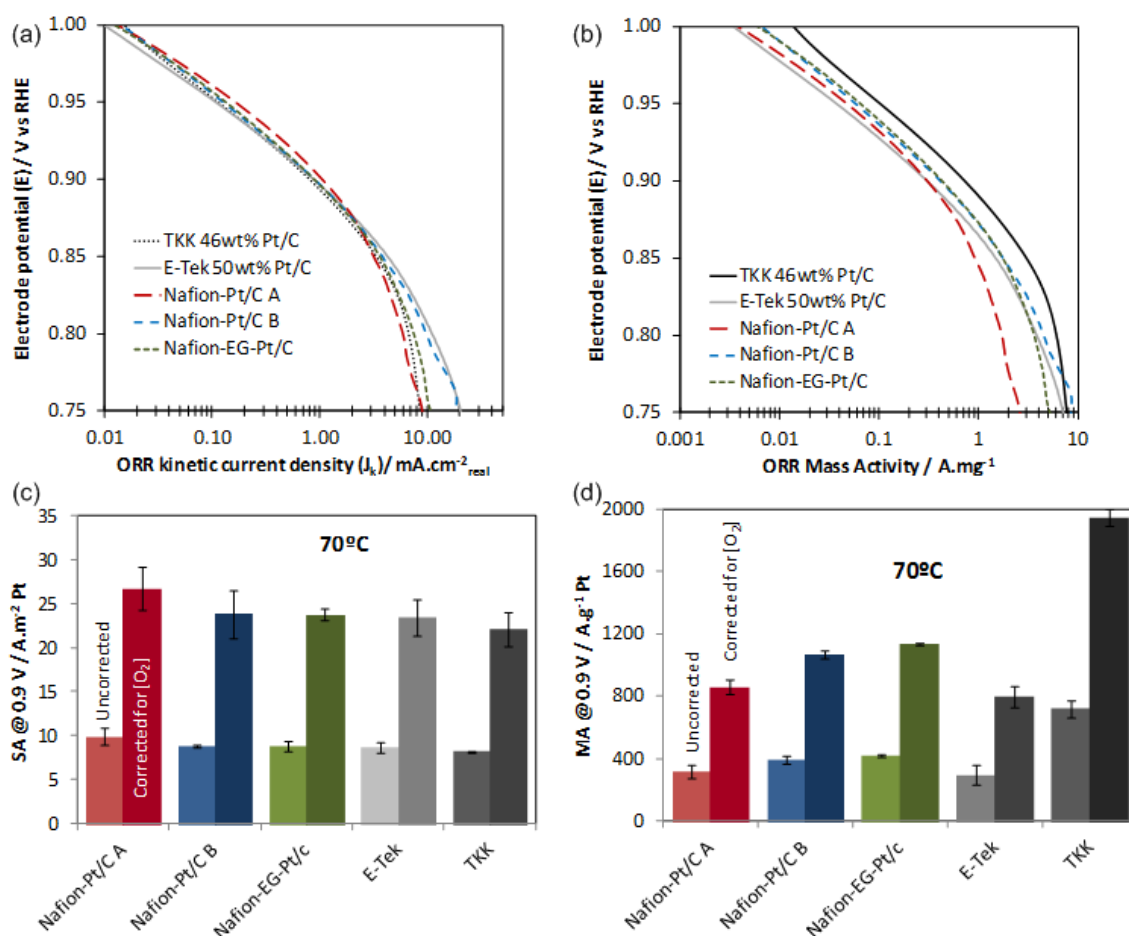 (a)
1.00
0.95
0.90
0.85
0.80
0.75
Electrode potential (E) / V vs RHE
TKK 46wt% Pt/C
E-Tek 50wt% Pt/C
Nafion-Pt/C A
Nafion-Pt/C B
Nafion-EG-Pt/C
0.01 0.10 1.00 10.00
ORR kinetic current density (Jₖ)/ mA.cm⁻²real
(b)
1.00
0.95
0.90
0.85
0.80
0.75
Electrode potential (E) / V vs RHE
TKK 46wt% Pt/C
E-Tek 50wt% Pt/C
Nafion-Pt/C A
Nafion-Pt/C B
Nafion-EG-Pt/C
0.001 0.01 0.1 1 10
ORR Mass Activity / A.mg⁻¹
(c)
35
30
25
20
15
10
5
0
SA @ 0.9 V / A.m⁻² Pt
70ºC
Uncorrected
Corrected for [O₂]
Nafion-Pt/C A
Nafion-Pt/C B
Nafion-EG-Pt/c
E-Tek
TKK
(d)
2000
1600
1200
800
400
0
MA @ 0.9 V / A.g⁻¹ Pt
70ºC
Uncorrected
Corrected for [O₂]
Nafion-Pt/C A
Nafion-Pt/C B
Nafion-EG-Pt/c
E-Tek
TKK